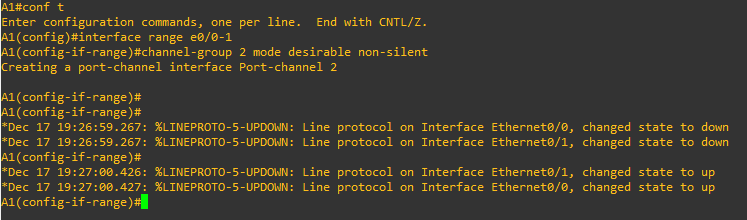 A1#conf t
Enter configuration commands, one per line.  End with CNTL/Z.
A1(config)#interface range e0/0-1
A1(config-if-range)#channel-group 2 mode desirable non-silent
Creating a port-channel interface Port-channel 2
A1(config-if-range)#
A1(config-if-range)#
*Dec 17 19:26:59.267: %LINEPROTO-5-UPDOWN: Line protocol on Interface Ethernet0/0, changed state to down
*Dec 17 19:26:59.267: %LINEPROTO-5-UPDOWN: Line protocol on Interface Ethernet0/1, changed state to down
A1(config-if-range)#
*Dec 17 19:27:00.426: %LINEPROTO-5-UPDOWN: Line protocol on Interface Ethernet0/1, changed state to up
*Dec 17 19:27:00.427: %LINEPROTO-5-UPDOWN: Line protocol on Interface Ethernet0/0, changed state to up
A1(config-if-range)#